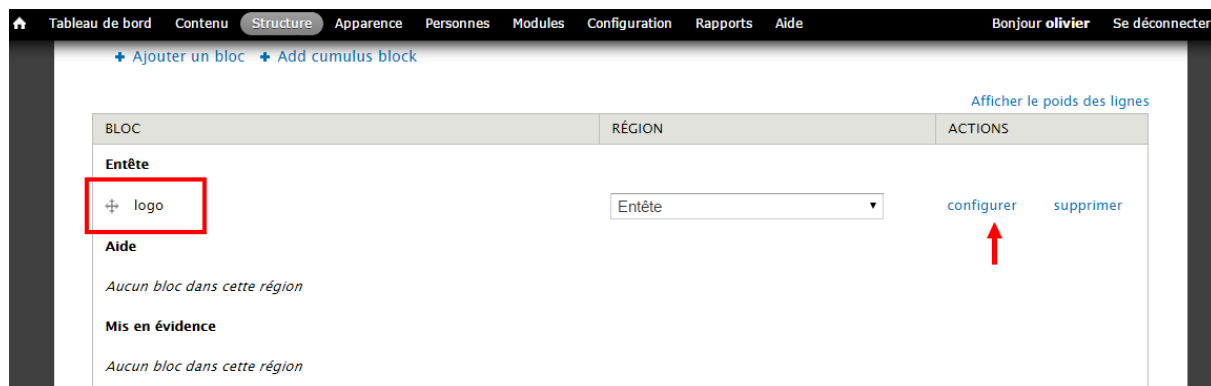 Tableau de bord Contenu Structure Apparence Personnes Modules Configuration Rapports Aide Bonjour olivier Se déconnecter
+ Ajouter un bloc + Add cumulus block
Afficher le poids des lignes
BLOC RÉGION ACTIONS
Entête
logo Entête configurer supprimer
Aide
Aucun bloc dans cette région
Mis en évidence
Aucun bloc dans cette région